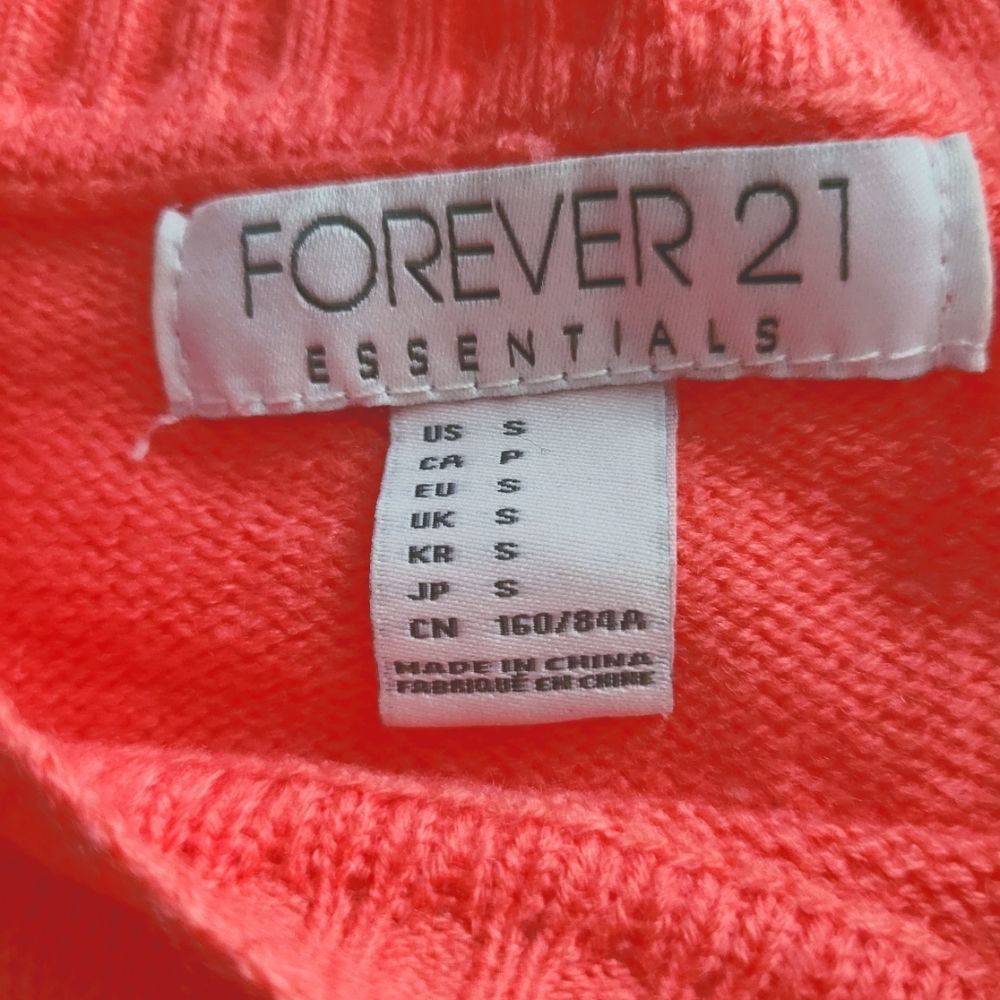 FOREVER 21
ESSENTIALS
US S
CA P
EU S
UK S
KR S
JP S
CN 160/84A
MADE IN CHINA
FABRIQUÉ EN CHINE